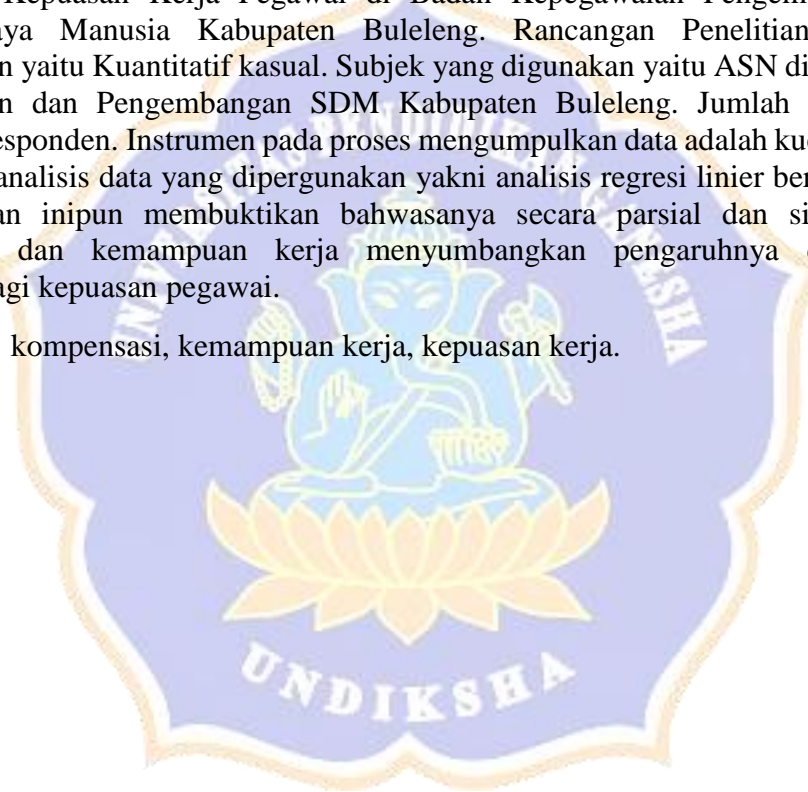 Kepuasan Kerja Pegawai di Badan Kepegawaian Pengem
aya Manusia Kabupaten Buleleng. Rancangan Penelitian
n yaitu Kuantitatif kasual. Subjek yang digunakan yaitu ASN di
n dan Pengembangan SDM Kabupaten Buleleng. Jumlah
esponden. Instrumen pada proses mengumpulkan data adalah ku
analisis data yang dipergunakan yakni analisis regresi linier ber
an inipun membuktikan bahwasanya secara parsial dan si
dan kemampuan kerja menyumbangkan pengaruhnya
agi kepuasan pegawai.
kompensasi, kemampuan kerja, kepuasan kerja.
UNDIKSHA